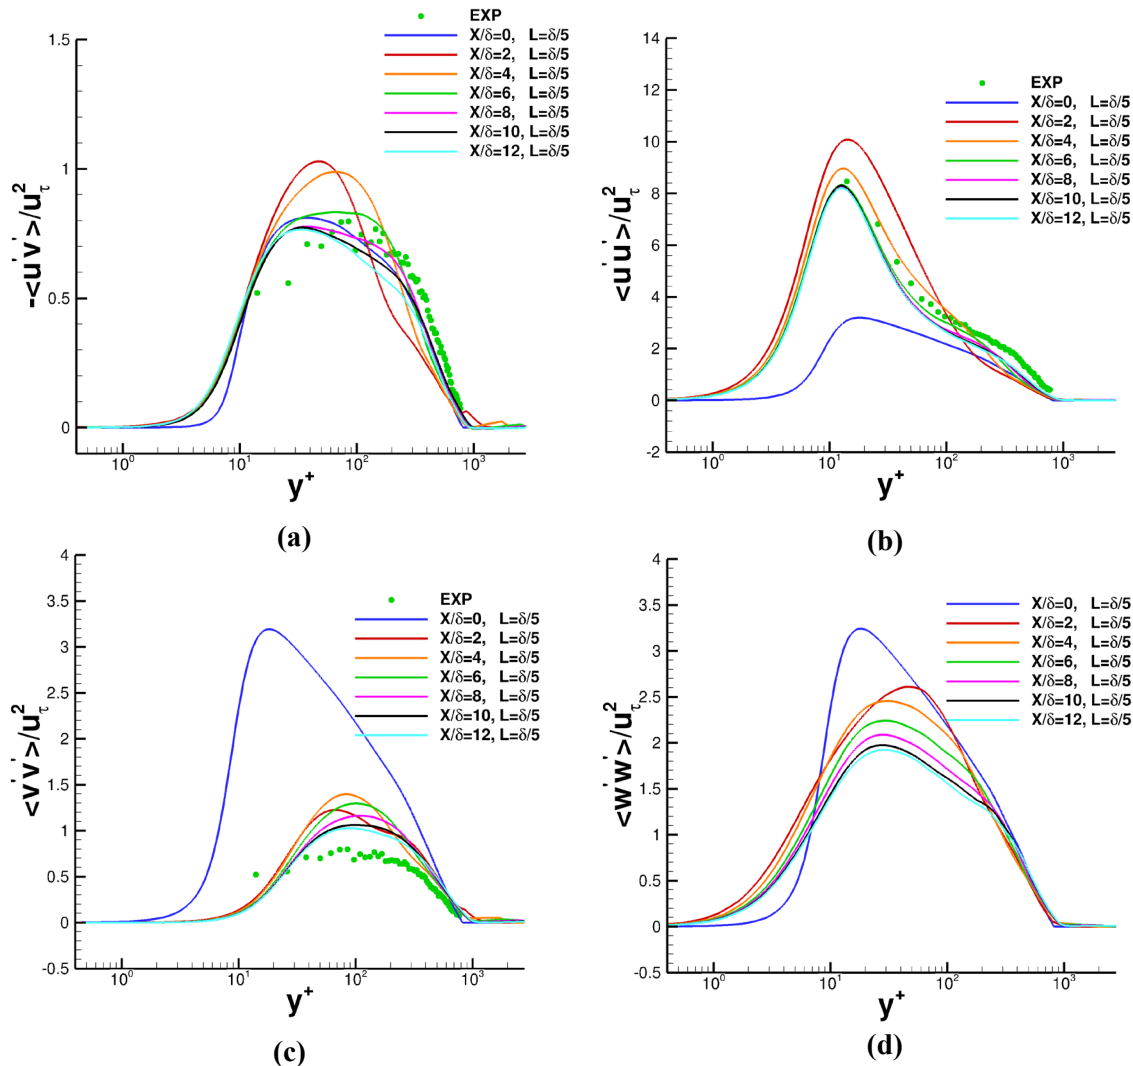 EXP
X/δ=0, L=δ/5
X/δ=2, L=δ/5
X/δ=4, L=δ/5
X/δ=6, L=δ/5
X/δ=8, L=δ/5
X/δ=10, L=δ/5
X/δ=12, L=δ/5
1.5
1
0.5
0
10⁰ 10¹ 10² 10³
-<u'v'>/u²τ
y⁺
(a)
EXP
X/δ=0, L=δ/5
X/δ=2, L=δ/5
X/δ=4, L=δ/5
X/δ=6, L=δ/5
X/δ=8, L=δ/5
X/δ=10, L=δ/5
X/δ=12, L=δ/5
14
12
10
8
6
4
2
0
-2
10⁰ 10¹ 10² 10³
<u'u'>/u²τ
y⁺
(b)
EXP
X/δ=0, L=δ/5
X/δ=2, L=δ/5
X/δ=4, L=δ/5
X/δ=6, L=δ/5
X/δ=8, L=δ/5
X/δ=10, L=δ/5
X/δ=12, L=δ/5
4
3.5
3
2.5
2
1.5
1
0.5
0
-0.5
10⁰ 10¹ 10² 10³
<v'v'>/u²τ
y⁺
(c)
X/δ=0, L=δ/5
X/δ=2, L=δ/5
X/δ=4, L=δ/5
X/δ=6, L=δ/5
X/δ=8, L=δ/5
X/δ=10, L=δ/5
X/δ=12, L=δ/5
4
3.5
3
2.5
2
1.5
1
0.5
0
-0.5
10⁰ 10¹ 10² 10³
<w'w'>/u²τ
y⁺
(d)